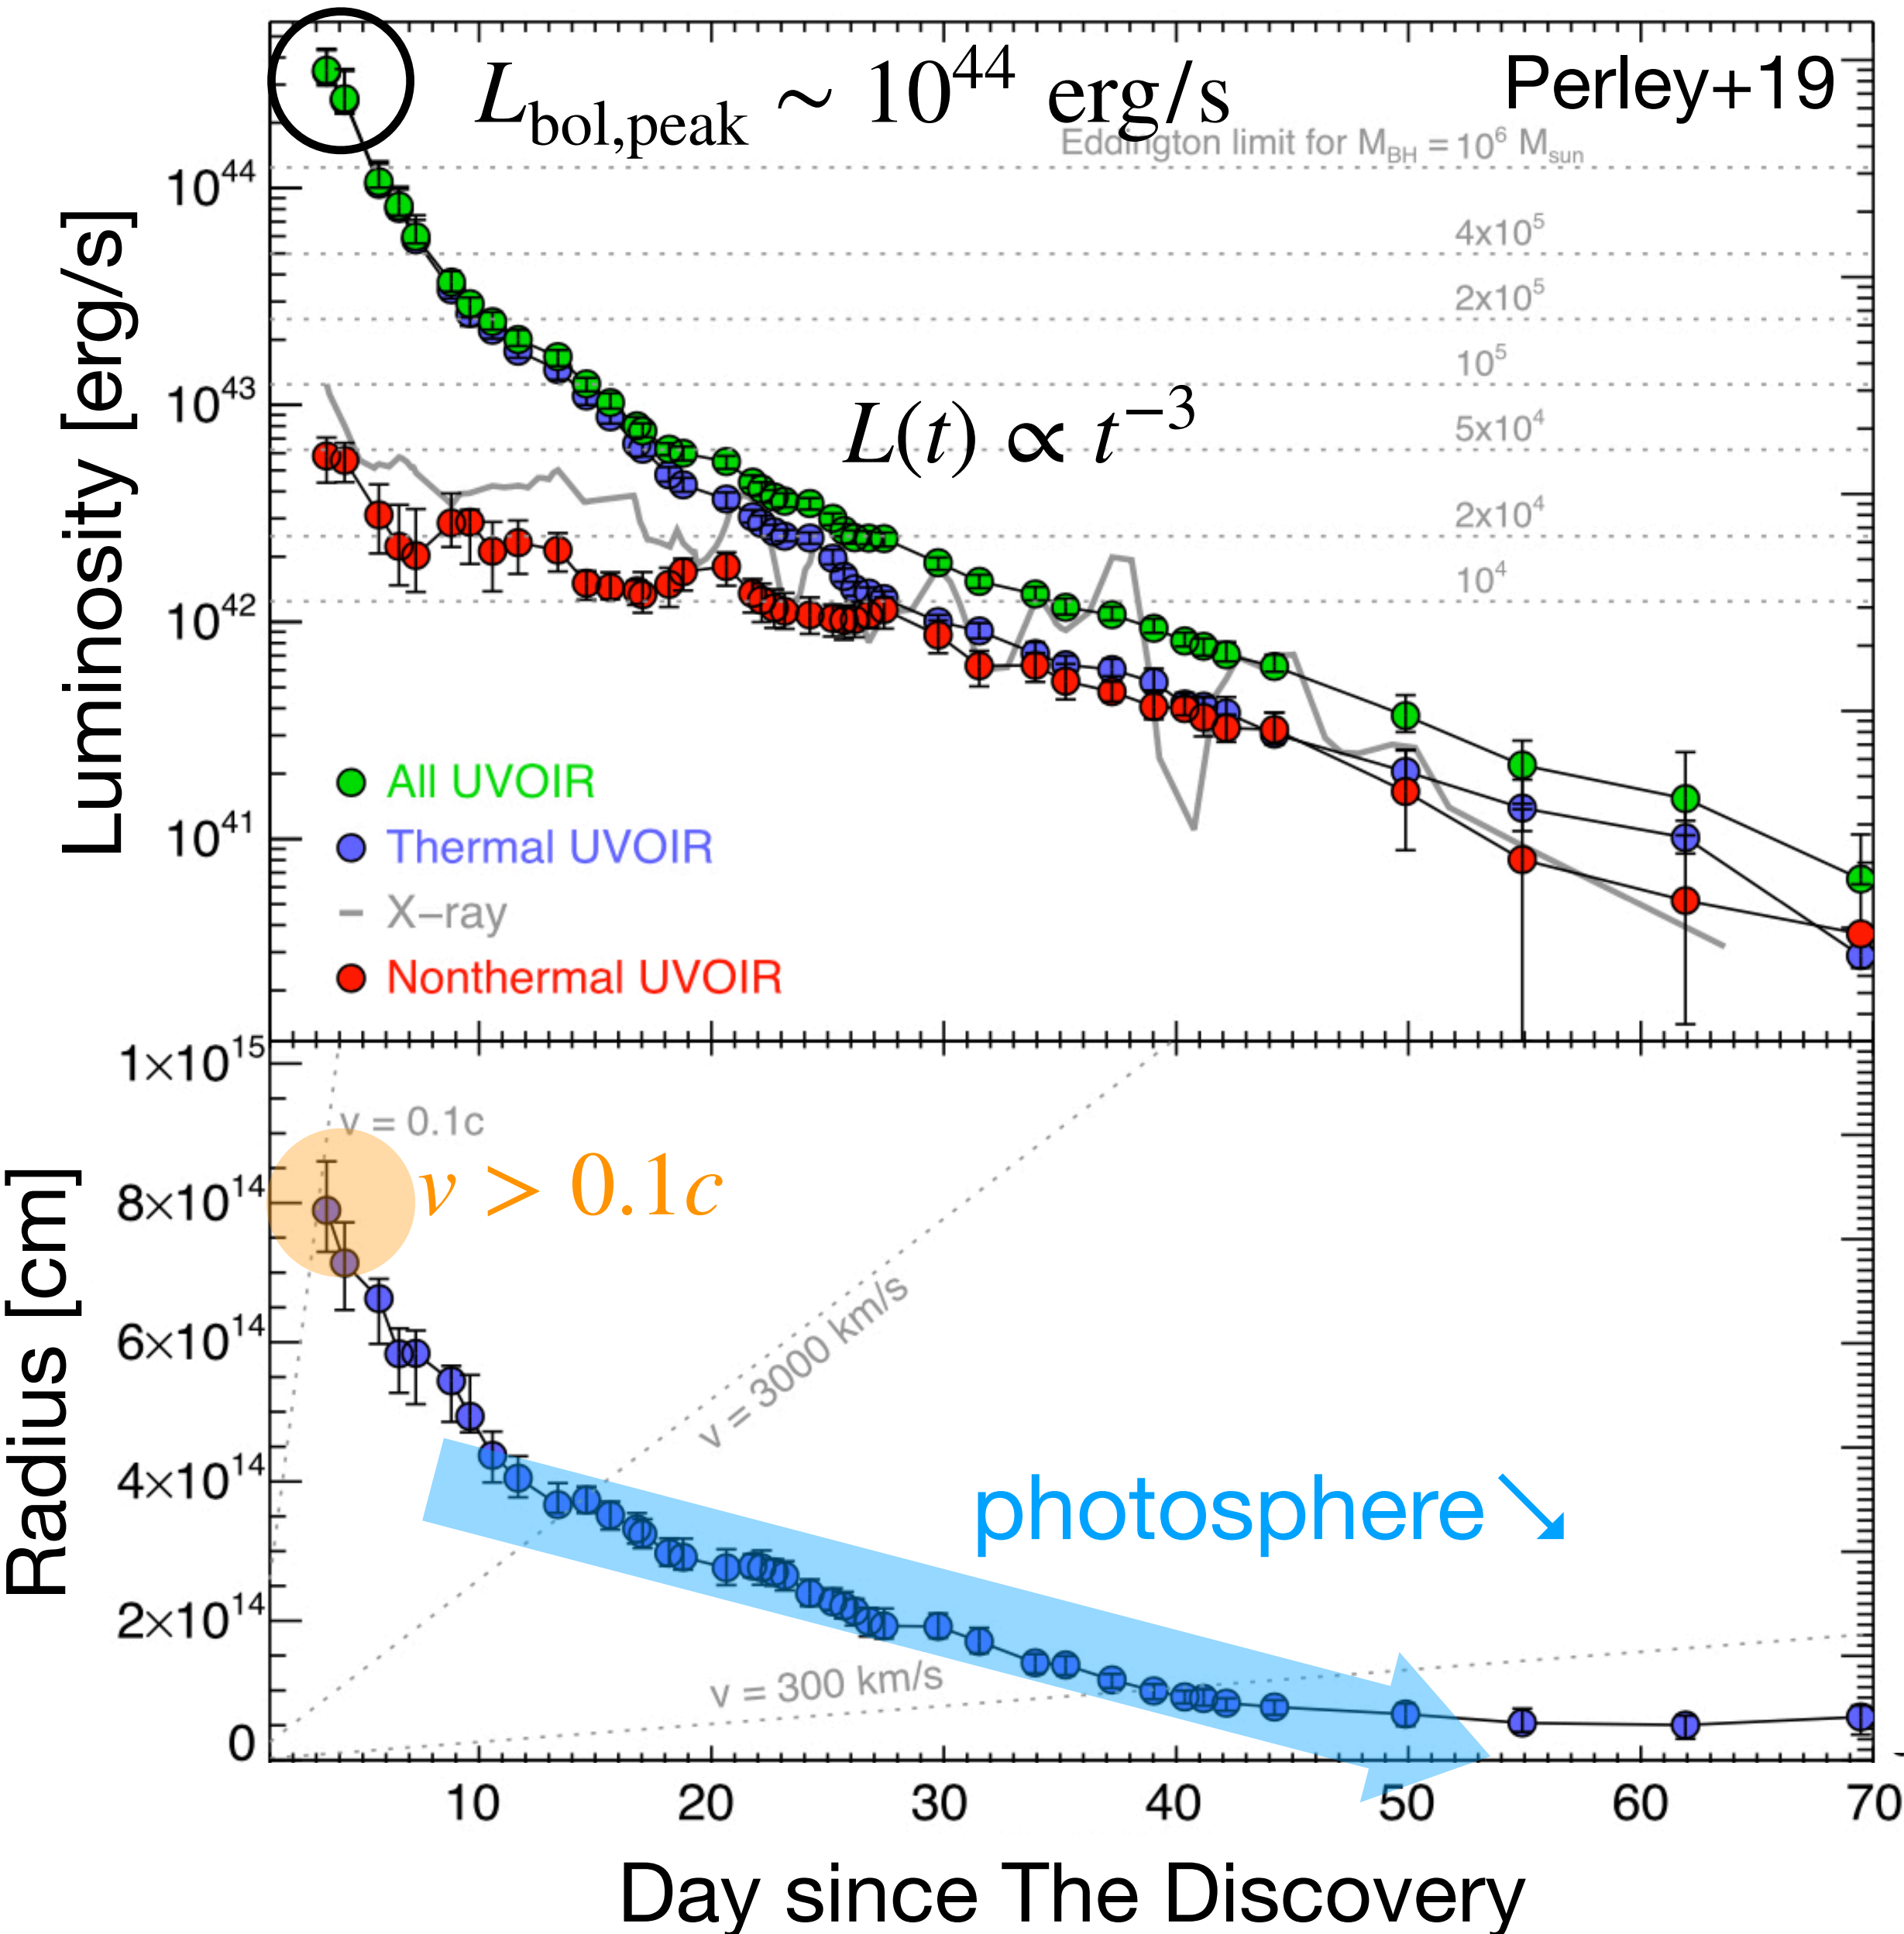 L_bol,peak ~ 10^44 erg/s
Perley+19
Eddington limit for M_BH = 10^6 M_sun
10^44
4x10^5
2x10^5
10^5
10^43
L(t) ∝ t^−3
5x10^4
2x10^4
10^4
10^42
10^41
Luminosity [erg/s]
All UVOIR
Thermal UVOIR
X−ray
Nonthermal UVOIR
1×10^15
v = 0.1c
v > 0.1c
8×10^14
6×10^14
v = 3000 km/s
4×10^14
photosphere ↘
2×10^14
v = 300 km/s
0
Radius [cm]
10 20 30 40 50 60 70
Day since The Discovery